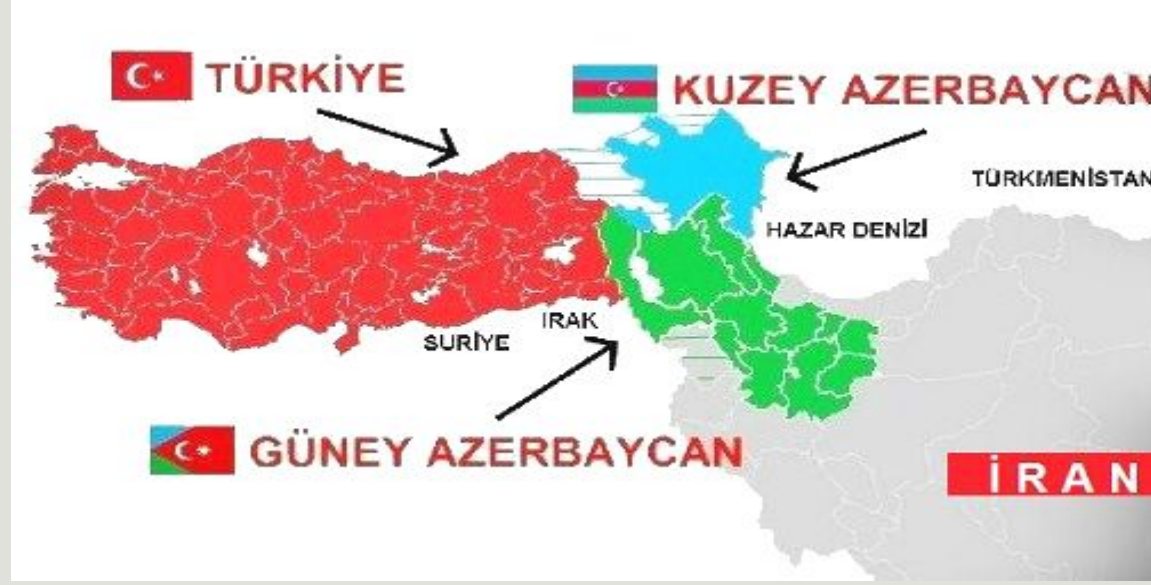 TÜRKİYE
KUZEY AZERBAYCAN
TÜRKMENİSTAN
HAZAR DENİZİ
IRAK
SURİYE
GÜNEY AZERBAYCAN
İRAN